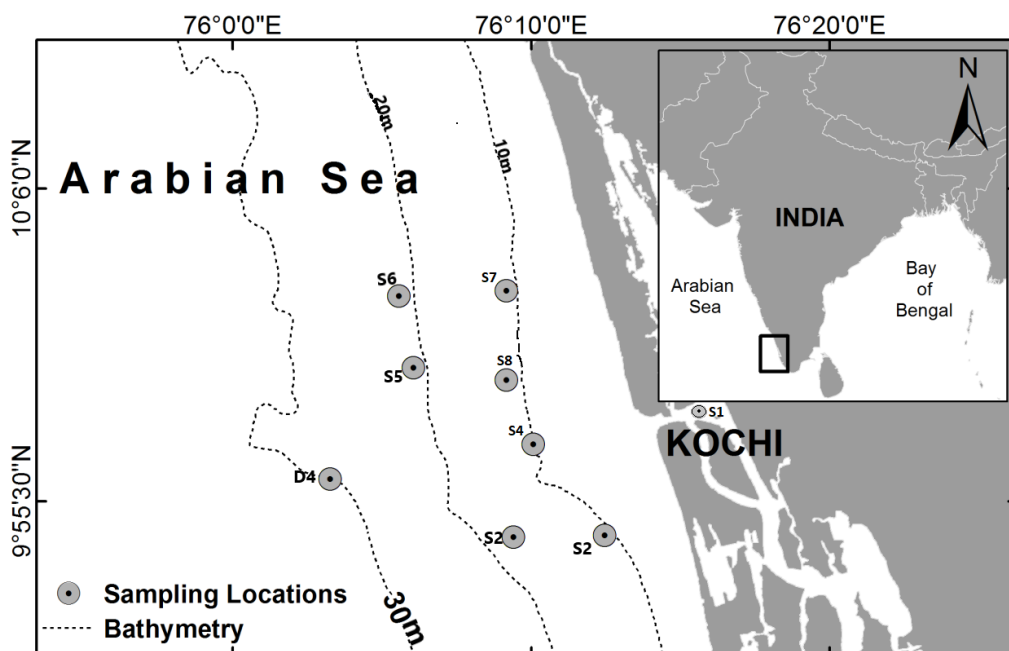 76°0'0"E 76°10'0"E 76°20'0"E
N
20m
10m
10°6'0"N
Arabian Sea
INDIA
Arabian
Sea
Bay
of
Bengal
S6
S7
S5
S8
S1
S4
KOCHI
D4
9°55'30"N
S2
S2
Sampling Locations
30m
Bathymetry